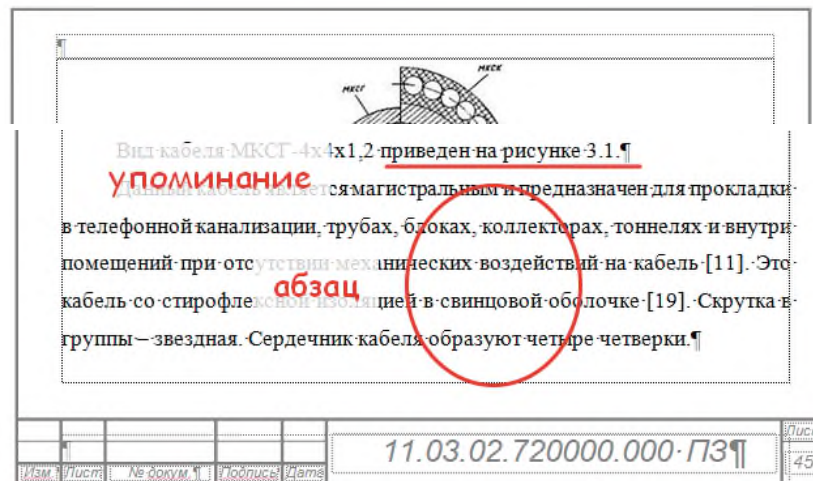 ¶
МКСГ
МКСК
Вид кабеля МКСГ-4х4х1,2 приведен на рисунке 3.1.¶
упоминание
Данный кабель является магистральным и предназначен для прокладки
в телефонной канализации, трубах, блоках, коллекторах, тоннелях и внутри
помещений при отсутствии механических воздействий на кабель [11]. Это
абзац
кабель со стирофлексной изоляцией в свинцовой оболочке [19]. Скрутка в
группы – звездная. Сердечник кабеля образуют четыре четверки.¶
11.03.02.720000.000 ПЗ¶
Лист
45
Изм.¶ Лист № докум.¶ Подпись Дата